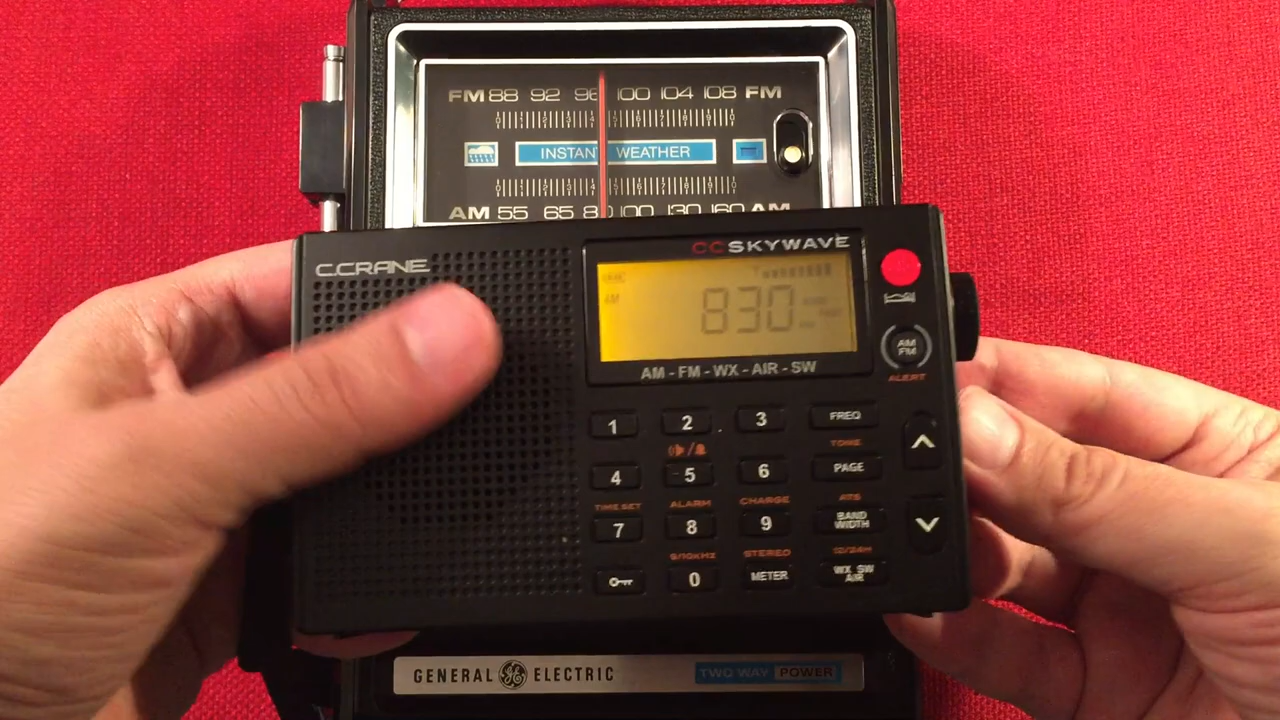 FM 88 92 96 100 104 108 FM
INSTANT WEATHER
AM 55 65 80 100 130 160 AM
C.CRANE
CCSKYWAVE
AM
830
AM - FM - WX - AIR - SW
AM
FM
ALERT
1 2 3 FREQ
TONE
4 5 6 PAGE
TIME SET ALARM CHARGE ATS
7 8 9 BAND
WIDTH
9/10KHZ STEREO 12/24H
0 METER WX SW
AIR
GENERAL GE ELECTRIC
TWO WAY POWER